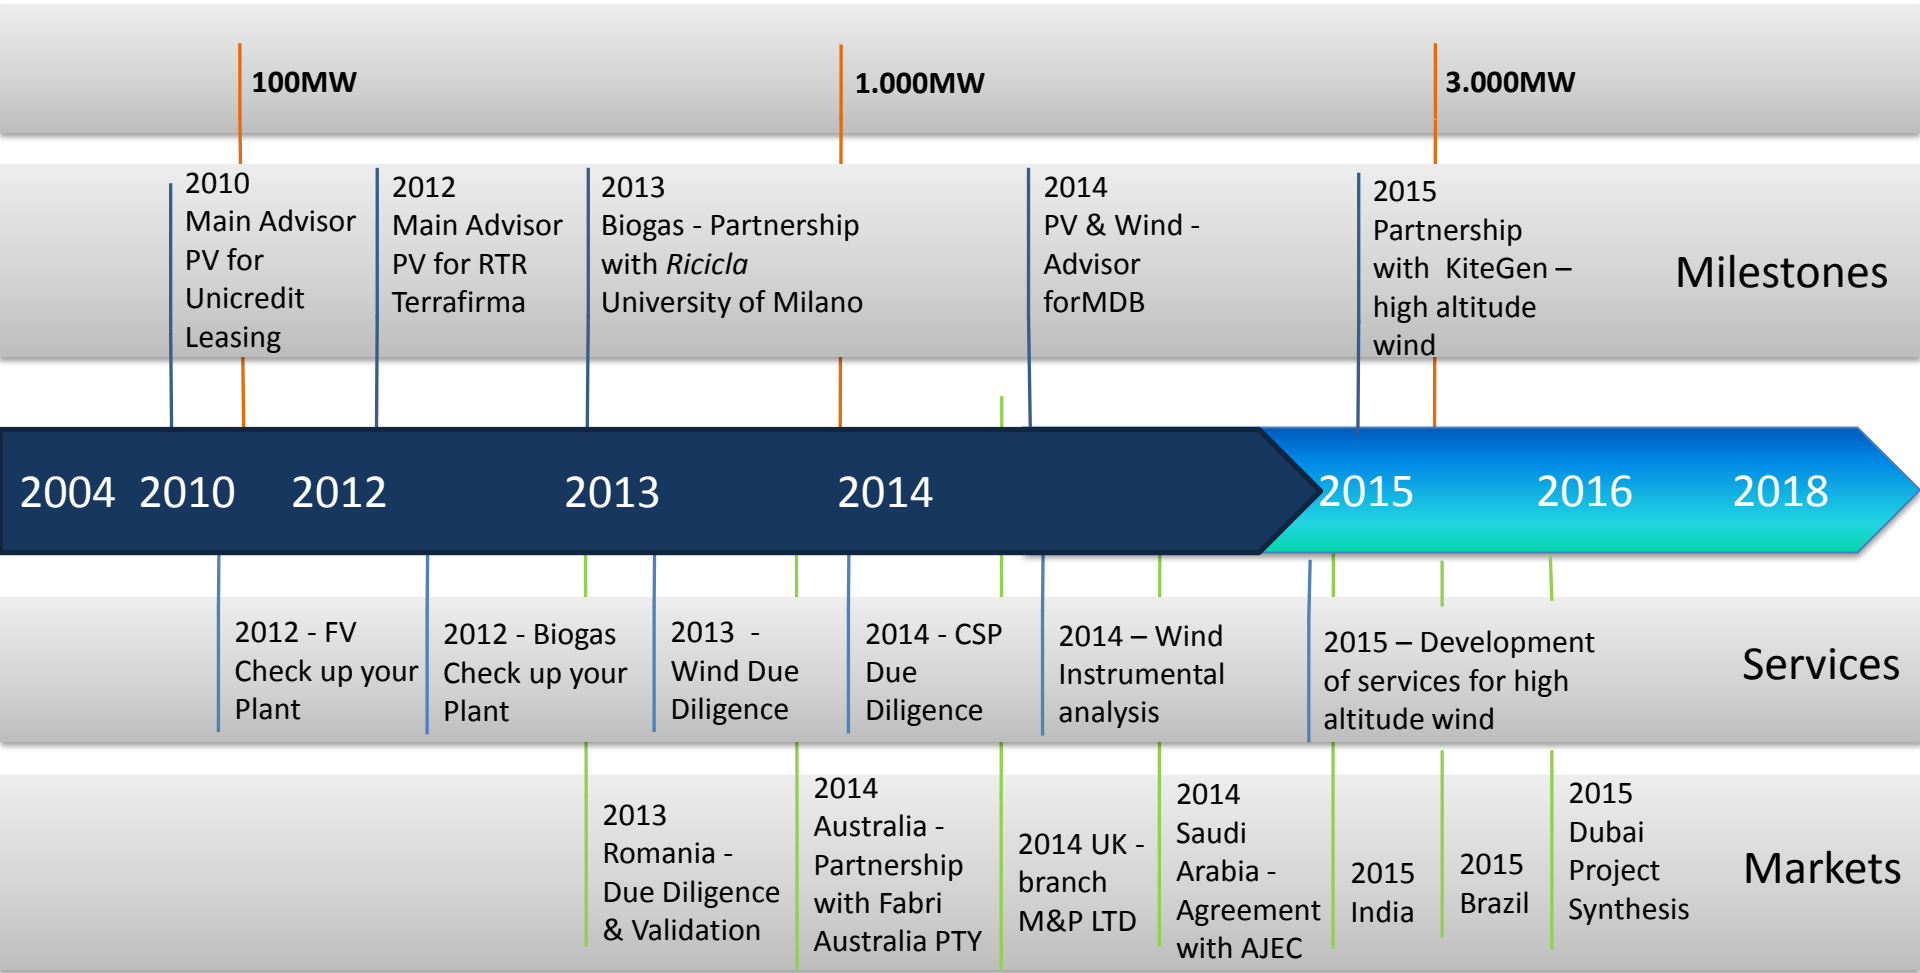 100MW
1.000MW
3.000MW
2010
Main Advisor
PV for
Unicredit
Leasing
2012
Main Advisor
PV for RTR
Terrafirma
2013
Biogas - Partnership
with Ricicla
University of Milano
2014
PV & Wind -
Advisor
forMDB
2015
Partnership
with KiteGen –
high altitude
wind
Milestones
2004 2010 2012 2013 2014 2015 2016 2018
2012 - FV
Check up your
Plant
2012 - Biogas
Check up your
Plant
2013 -
Wind Due
Diligence
2014 - CSP
Due
Diligence
2014 – Wind
Instrumental
analysis
2015 – Development
of services for high
altitude wind
Services
2013
Romania -
Due Diligence
& Validation
2014
Australia -
Partnership
with Fabri
Australia PTY
2014 UK -
branch
M&P LTD
2014
Saudi
Arabia -
Agreement
with AJEC
2015
India
2015
Brazil
2015
Dubai
Project
Synthesis
Markets